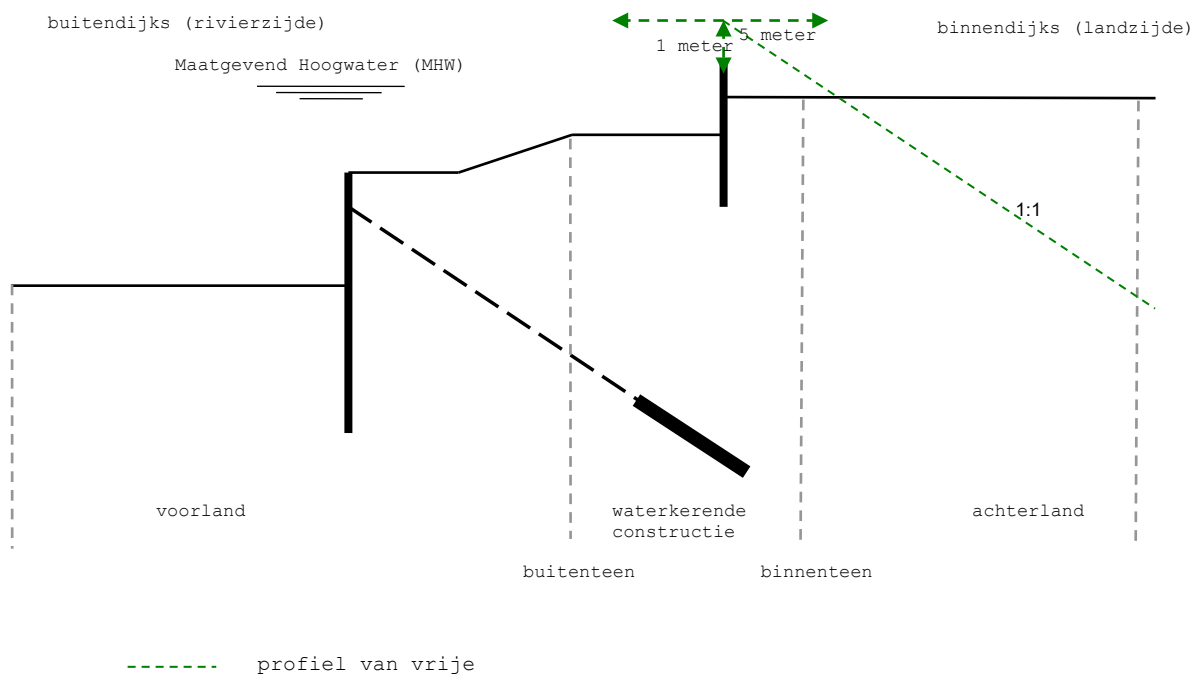 buitendijks (rivierzijde)
binnendijks (landzijde)
5 meter
1 meter
Maatgevend Hoogwater (MHW)
1:1
voorland
waterkerende
constructie
achterland
buitenteen
binnenteen
profiel van vrije